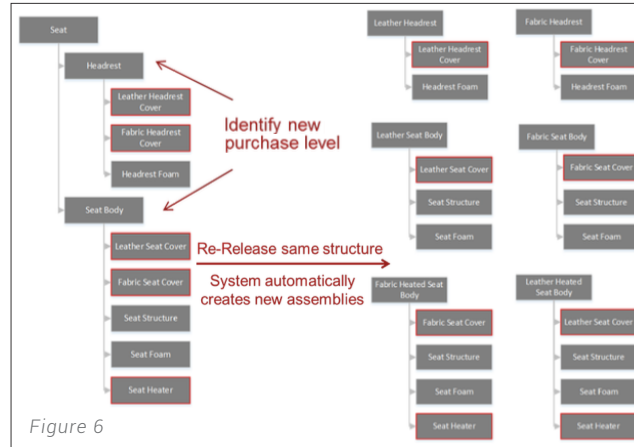 Seat
Headrest
Leather Headrest
Cover
Fabric Headrest
Cover
Headrest Foam
Seat Body
Leather Seat Cover
Fabric Seat Cover
Seat Structure
Seat Foam
Seat Heater
Identify new
purchase level
Re-Release same structure
System automatically
creates new assemblies
Leather Headrest
Leather Headrest
Cover
Headrest Foam
Fabric Headrest
Fabric Headrest
Cover
Headrest Foam
Leather Seat Body
Leather Seat Cover
Seat Structure
Seat Foam
Fabric Seat Body
Fabric Seat Cover
Seat Structure
Seat Foam
Fabric Heated Seat
Body
Fabric Seat Cover
Seat Structure
Seat Foam
Seat Heater
Leather Heated
Seat Body
Leather Seat Cover
Seat Structure
Seat Foam
Seat Heater
Figure 6